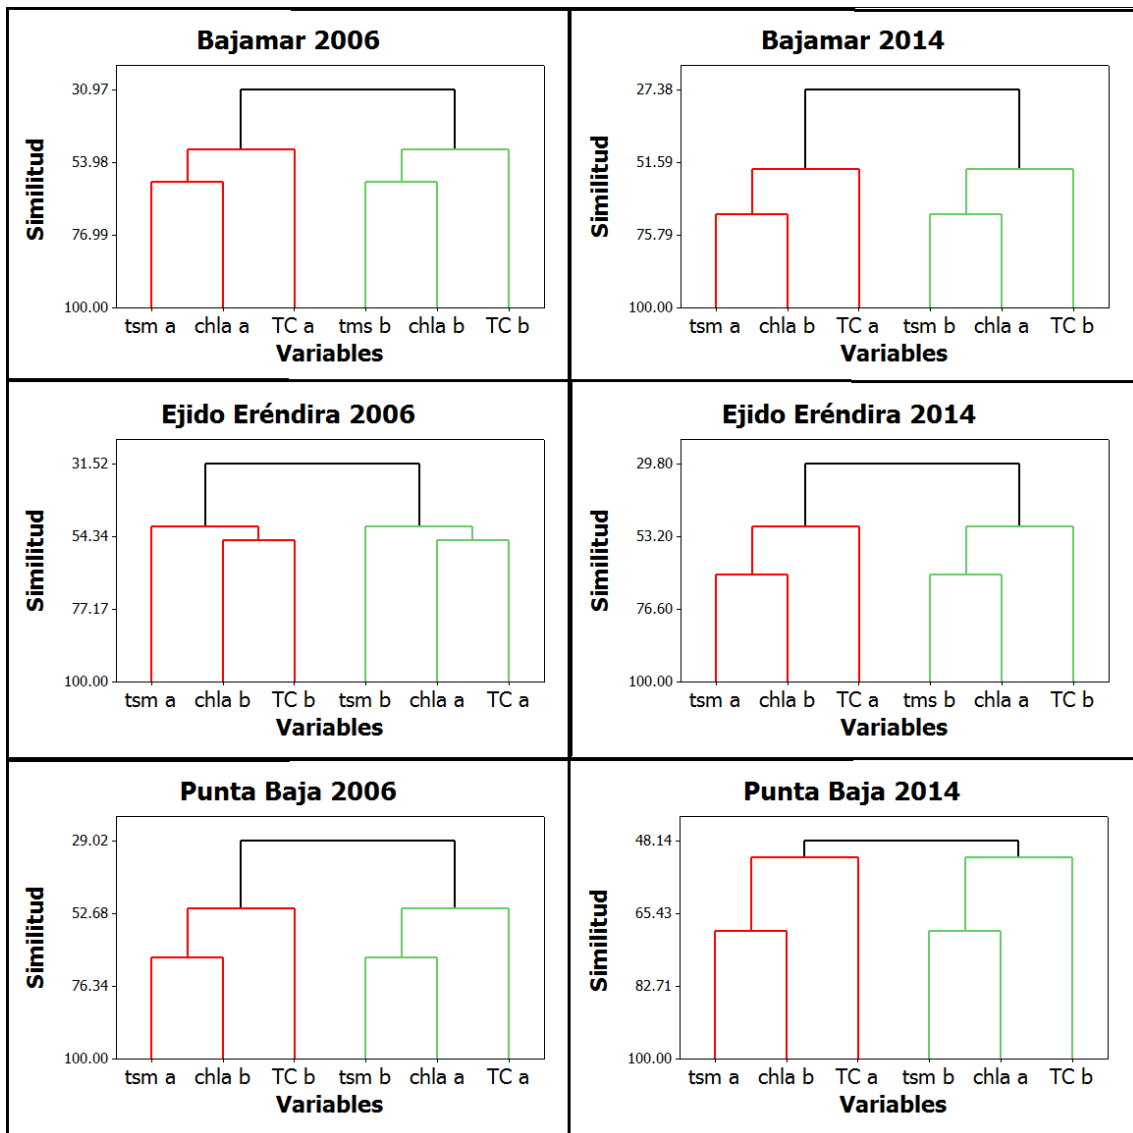 Bajamar 2006
Similitud
30.97
53.98
76.99
100.00
tsm a chla a TC a tms b chla b TC b
Variables
Bajamar 2014
Similitud
27.38
51.59
75.79
100.00
tsm a chla b TC a tsm b chla a TC b
Variables
Ejido Eréndira 2006
Similitud
31.52
54.34
77.17
100.00
tsm a chla b TC b tsm b chla a TC a
Variables
Ejido Eréndira 2014
Similitud
29.80
53.20
76.60
100.00
tsm a chla b TC a tms b chla a TC b
Variables
Punta Baja 2006
Similitud
29.02
52.68
76.34
100.00
tsm a chla b TC b tsm b chla a TC a
Variables
Punta Baja 2014
Similitud
48.14
65.43
82.71
100.00
tsm a chla b TC a tsm b chla a TC b
Variables